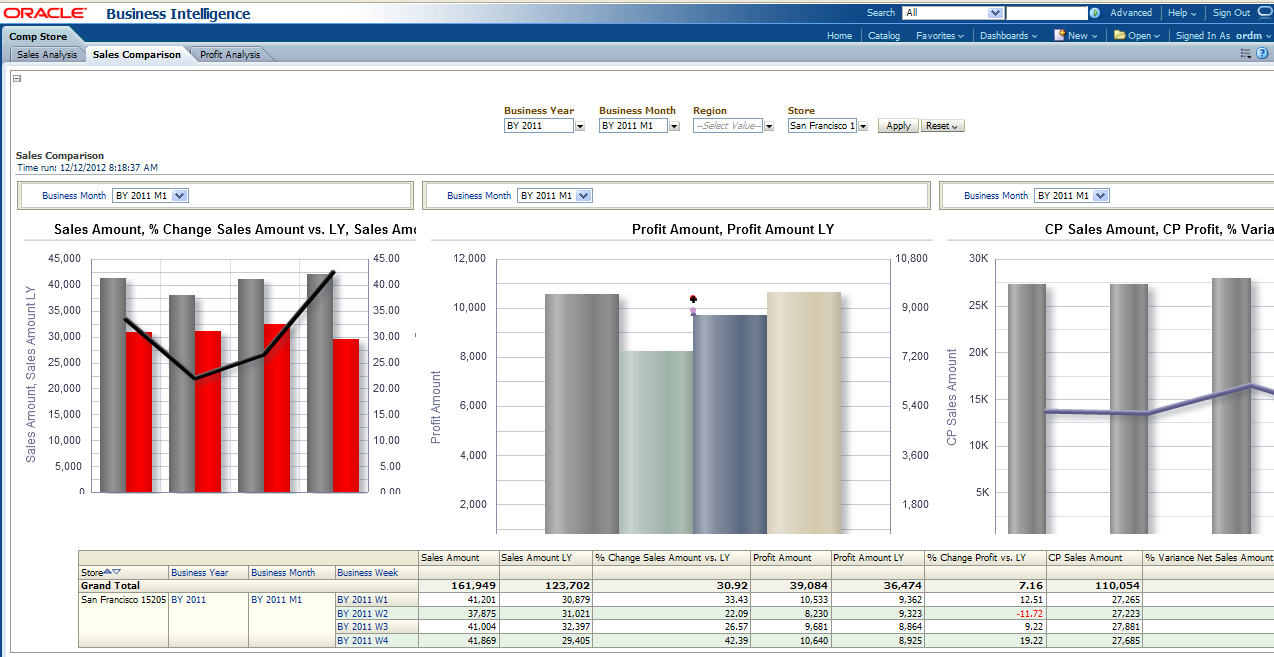 ORACLE Business Intelligence
Search All Advanced Help Sign Out
Comp Store
Home Catalog Favorites Dashboards New Open Signed In As ordm
Sales Analysis Sales Comparison Profit Analysis
Business Year Business Month Region Store
BY 2011 BY 2011 M1 --Select Value-- San Francisco 1 Apply Reset
Sales Comparison
Time run: 12/12/2012 8:18:37 AM
Business Month BY 2011 M1 Business Month BY 2011 M1 Business Month BY 2011 M1
Sales Amount, % Change Sales Amount vs. LY, Sales Amo
45,000
40,000
35,000
30,000
25,000
20,000
15,000
10,000
5,000
0
Sales Amount, Sales Amount LY
45.00
40.00
35.00
30.00
25.00
20.00
15.00
10.00
5.00
0.00
Profit Amount, Profit Amount LY
12,000
10,000
8,000
6,000
4,000
2,000
Profit Amount
10,800
9,000
7,200
5,400
3,600
1,800
CP Sales Amount, CP Profit, % Varia
30K
25K
20K
15K
10K
5K
CP Sales Amount
Sales Amount Sales Amount LY % Change Sales Amount vs. LY Profit Amount Profit Amount LY % Change Profit vs. LY CP Sales Amount % Variance Net Sales Amount
Store Business Year Business Month Business Week
Grand Total 161,949 123,702 30.92 39,084 36,474 7.16 110,054
San Francisco 15205 BY 2011 BY 2011 M1 BY 2011 W1 41,201 30,879 33.43 10,533 9,362 12.51 27,265
BY 2011 W2 37,875 31,021 22.09 8,230 9,323 -11.72 27,223
BY 2011 W3 41,004 32,397 26.57 9,681 8,864 9.22 27,881
BY 2011 W4 41,869 29,405 42.39 10,640 8,925 19.22 27,685